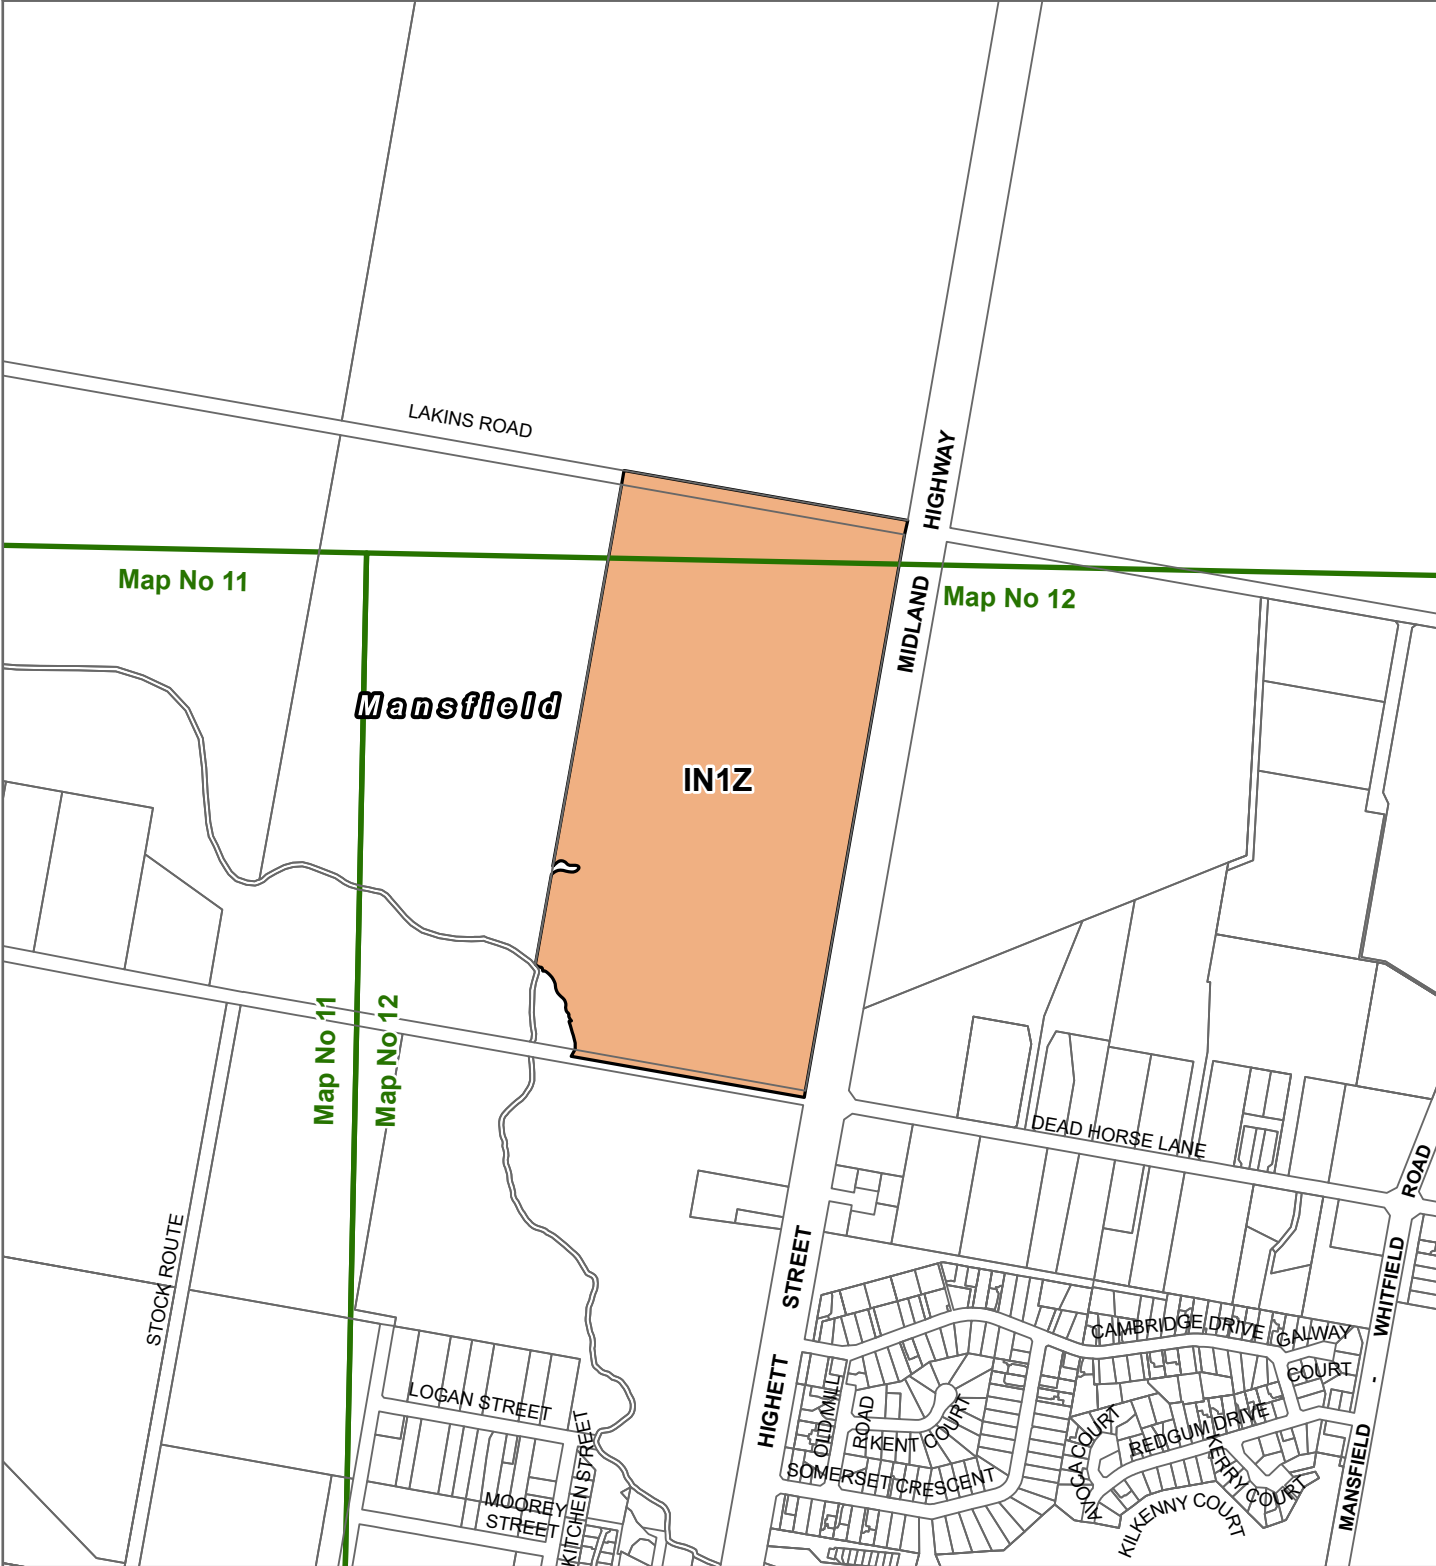 LAKINS ROAD
HIGHWAY
MIDLAND
Map No 11
Map No 12
Mansfield
IN1Z
Map No 11
Map No 12
DEAD HORSE LANE
ROAD
STOCK ROUTE
STREET
WHITFIELD
CAMBRIDGE DRIVE
GALWAY
COURT
-
HIGHETT
LOGAN STREET
OLD MILL
ROAD
KENT COURT
AVOCA COURT
REDGUM DRIVE
KERRY COURT
SOMERSET CRESCENT
KILKENNY COURT
MANSFIELD
MOOREY
STREET
KITCHEN STREET